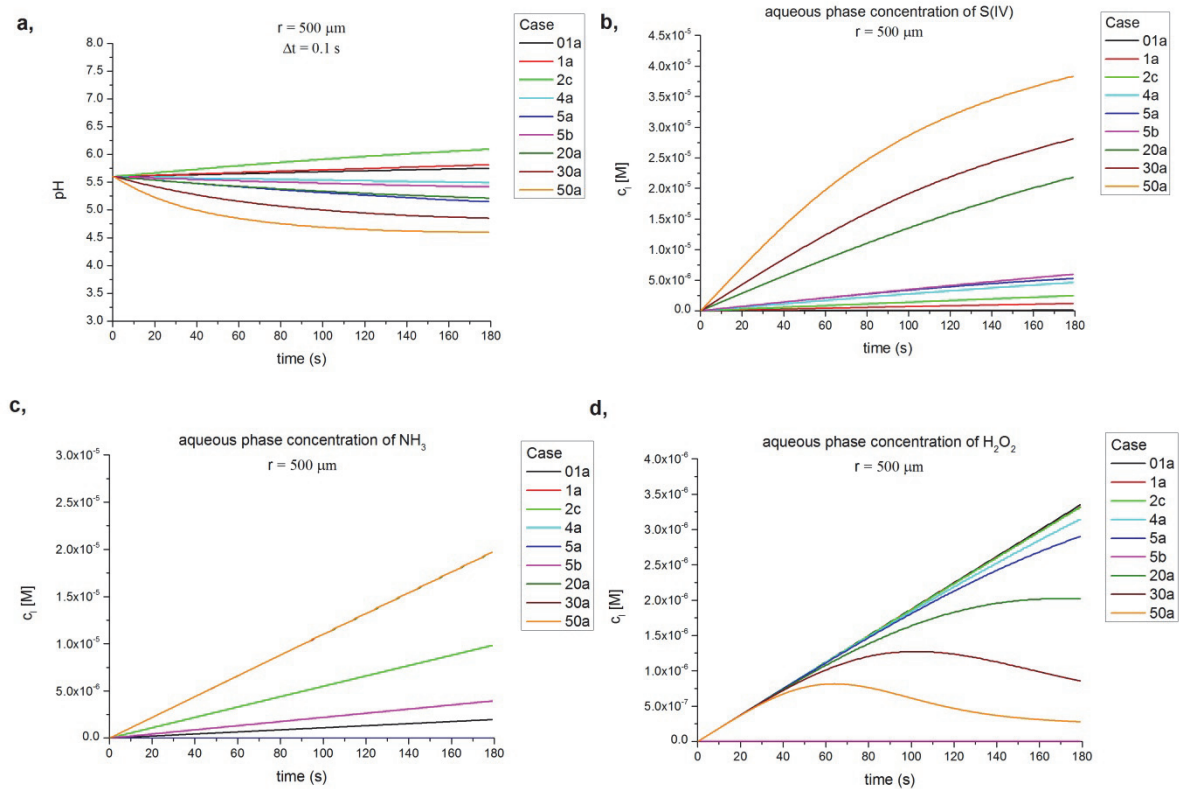 a,
r = 500 µm
Δt = 0.1 s
8.0
7.5
7.0
6.5
6.0
5.5
5.0
4.5
4.0
3.5
3.0
pH
0 20 40 60 80 100 120 140 160 180
time (s)
Case
01a
1a
2c
4a
5a
5b
20a
30a
50a
b,
aqueous phase concentration of S(IV)
r = 500 µm
4.5x10⁻⁵
4.0x10⁻⁵
3.5x10⁻⁵
3.0x10⁻⁵
2.5x10⁻⁵
2.0x10⁻⁵
1.5x10⁻⁵
1.0x10⁻⁵
5.0x10⁻⁶
0.0
cₗ [M]
0 20 40 60 80 100 120 140 160 180
time (s)
Case
01a
1a
2c
4a
5a
5b
20a
30a
50a
c,
aqueous phase concentration of NH₃
r = 500 µm
3.0x10⁻⁵
2.5x10⁻⁵
2.0x10⁻⁵
1.5x10⁻⁵
1.0x10⁻⁵
5.0x10⁻⁶
0.0
cₗ [M]
0 20 40 60 80 100 120 140 160 180
time (s)
Case
01a
1a
2c
4a
5a
5b
20a
30a
50a
d,
aqueous phase concentration of H₂O₂
r = 500 µm
4.0x10⁻⁶
3.5x10⁻⁶
3.0x10⁻⁶
2.5x10⁻⁶
2.0x10⁻⁶
1.5x10⁻⁶
1.0x10⁻⁶
5.0x10⁻⁷
0.0
cₗ [M]
0 20 40 60 80 100 120 140 160 180
time (s)
Case
01a
1a
2c
4a
5a
5b
20a
30a
50a